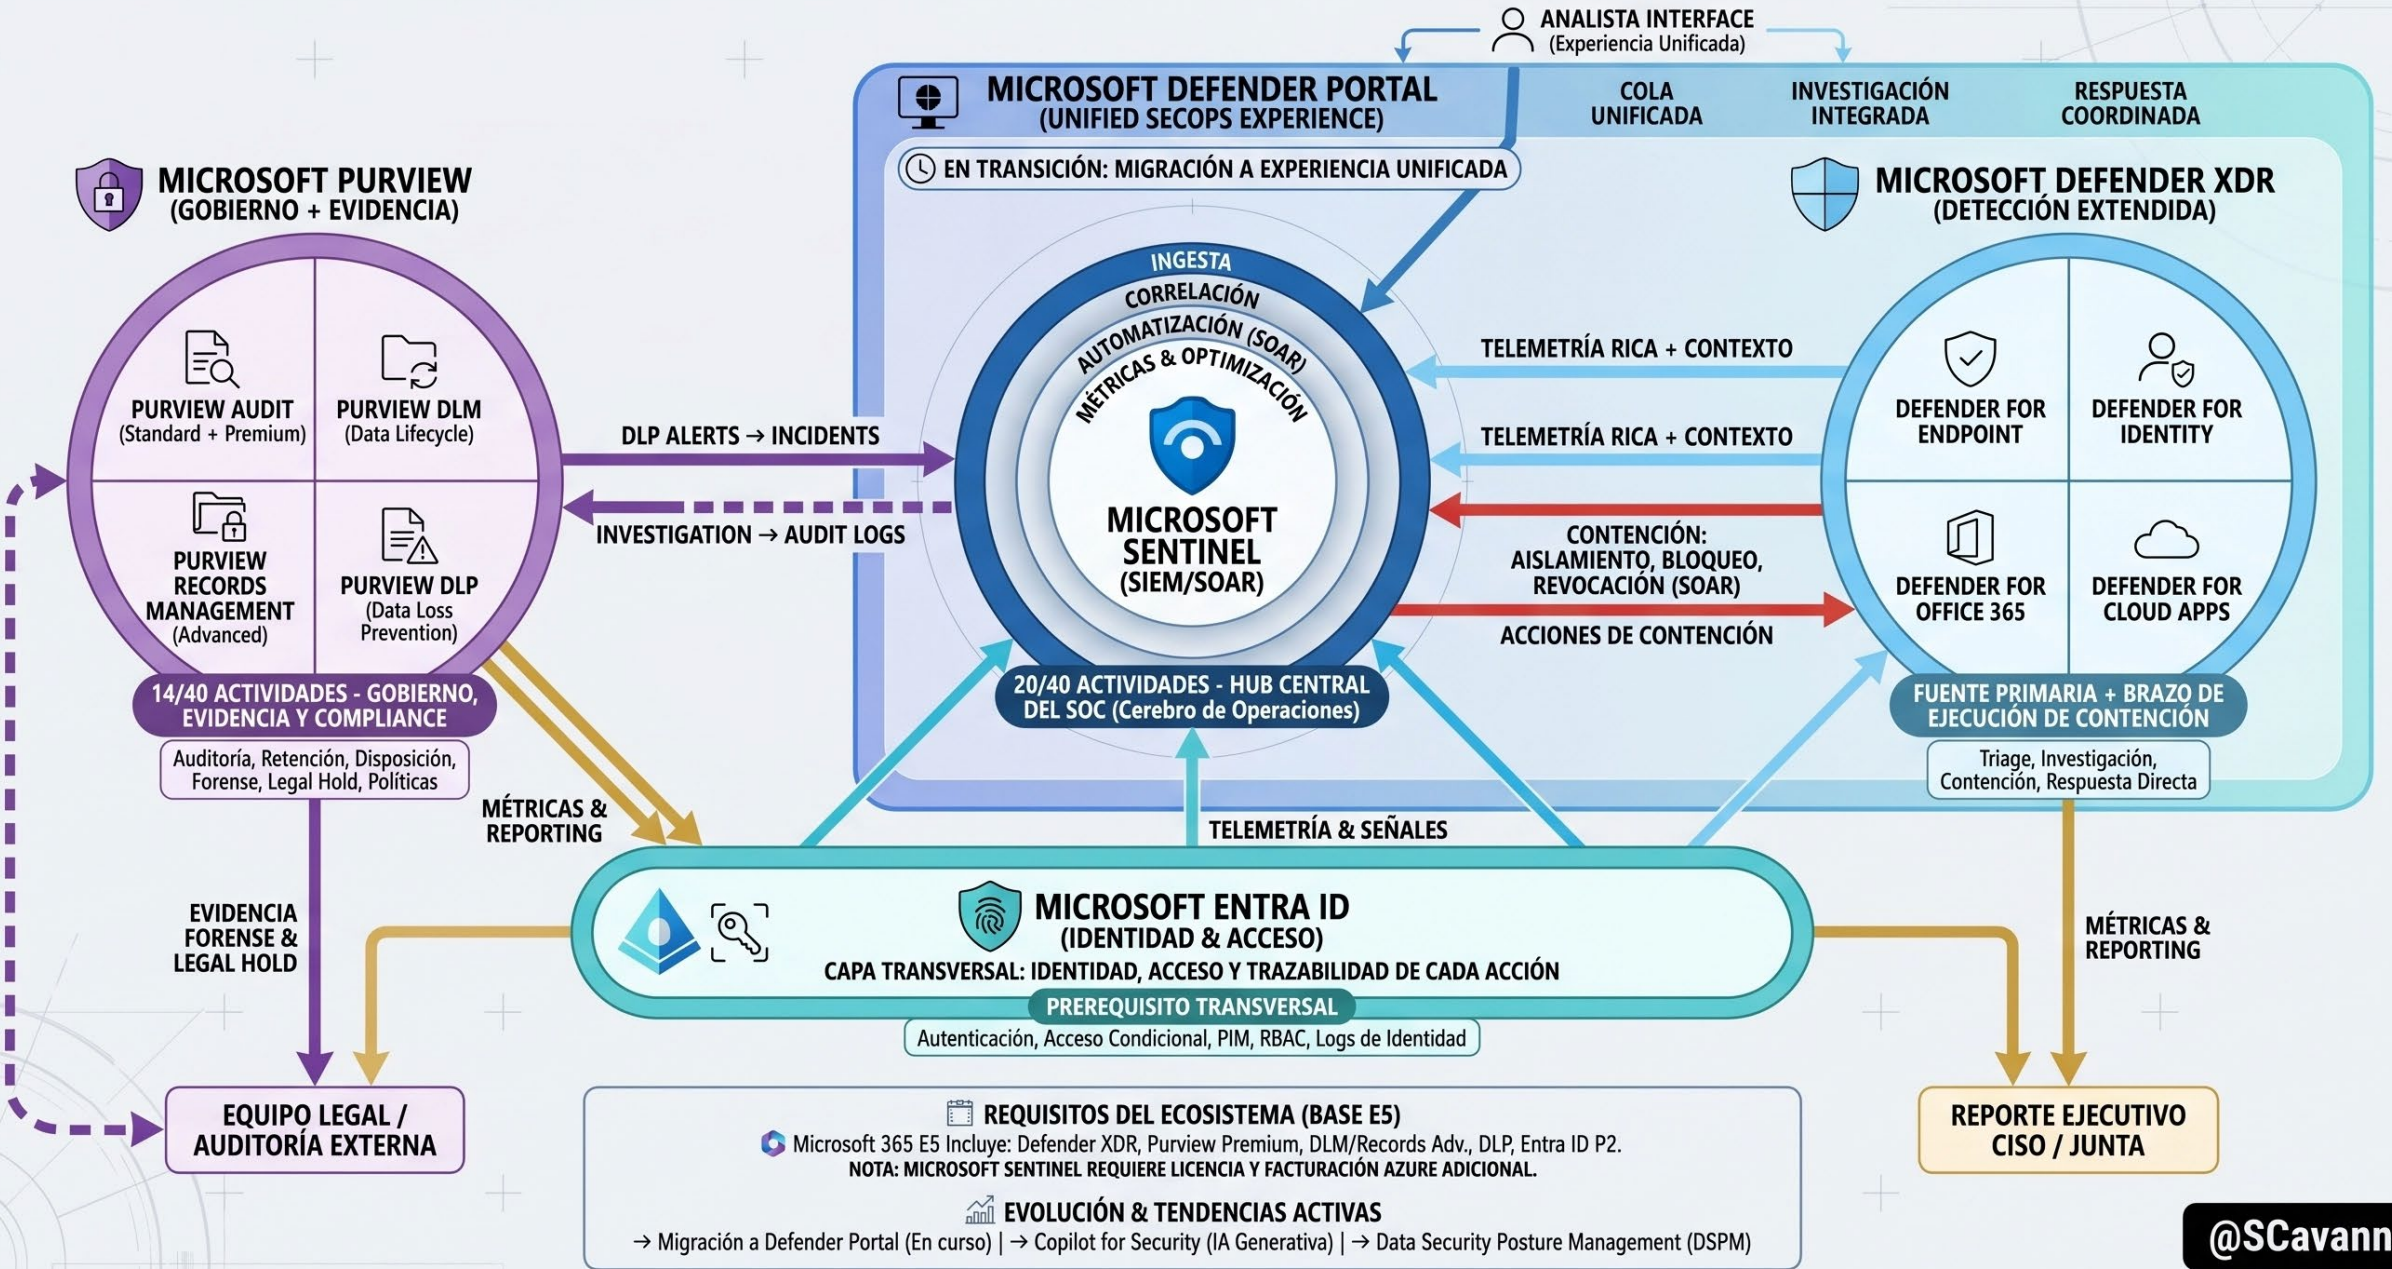 ANALISTA INTERFACE
(Experiencia Unificada)
MICROSOFT DEFENDER PORTAL
(UNIFIED SECOPS EXPERIENCE)
COLA
UNIFICADA
INVESTIGACIÓN
INTEGRADA
RESPUESTA
COORDINADA
EN TRANSICIÓN: MIGRACIÓN A EXPERIENCIA UNIFICADA
MICROSOFT PURVIEW
(GOBIERNO + EVIDENCIA)
PURVIEW AUDIT
(Standard + Premium)
PURVIEW DLM
(Data Lifecycle)
PURVIEW
RECORDS
MANAGEMENT
(Advanced)
PURVIEW DLP
(Data Loss
Prevention)
14/40 ACTIVIDADES - GOBIERNO,
EVIDENCIA Y COMPLIANCE
Auditoría, Retención, Disposición,
Forense, Legal Hold, Políticas
DLP ALERTS → INCIDENTS
INVESTIGATION → AUDIT LOGS
INGESTA
CORRELACIÓN
AUTOMATIZACIÓN (SOAR)
MÉTRICAS & OPTIMIZACIÓN
MICROSOFT
SENTINEL
(SIEM/SOAR)
20/40 ACTIVIDADES - HUB CENTRAL
DEL SOC (Cerebro de Operaciones)
TELEMETRÍA RICA + CONTEXTO
TELEMETRÍA RICA + CONTEXTO
CONTENCIÓN:
AISLAMIENTO, BLOQUEO,
REVOCACIÓN (SOAR)
ACCIONES DE CONTENCIÓN
MICROSOFT DEFENDER XDR
(DETECCIÓN EXTENDIDA)
DEFENDER FOR
ENDPOINT
DEFENDER FOR
IDENTITY
DEFENDER FOR
OFFICE 365
DEFENDER FOR
CLOUD APPS
FUENTE PRIMARIA + BRAZO DE
EJECUCIÓN DE CONTENCIÓN
Triage, Investigación,
Contención, Respuesta Directa
MÉTRICAS &
REPORTING
TELEMETRÍA & SEÑALES
MICROSOFT ENTRA ID
(IDENTIDAD & ACCESO)
CAPA TRANSVERSAL: IDENTIDAD, ACCESO Y TRAZABILIDAD DE CADA ACCIÓN
PREREQUISITO TRANSVERSAL
Autenticación, Acceso Condicional, PIM, RBAC, Logs de Identidad
EVIDENCIA
FORENSE &
LEGAL HOLD
MÉTRICAS &
REPORTING
EQUIPO LEGAL /
AUDITORÍA EXTERNA
REPORTE EJECUTIVO
CISO / JUNTA
REQUISITOS DEL ECOSISTEMA (BASE E5)
Microsoft 365 E5 Incluye: Defender XDR, Purview Premium, DLM/Records Adv., DLP, Entra ID P2.
NOTA: MICROSOFT SENTINEL REQUIERE LICENCIA Y FACTURACIÓN AZURE ADICIONAL.
EVOLUCIÓN & TENDENCIAS ACTIVAS
→ Migración a Defender Portal (En curso) | → Copilot for Security (IA Generativa) | → Data Security Posture Management (DSPM)
@SCavann